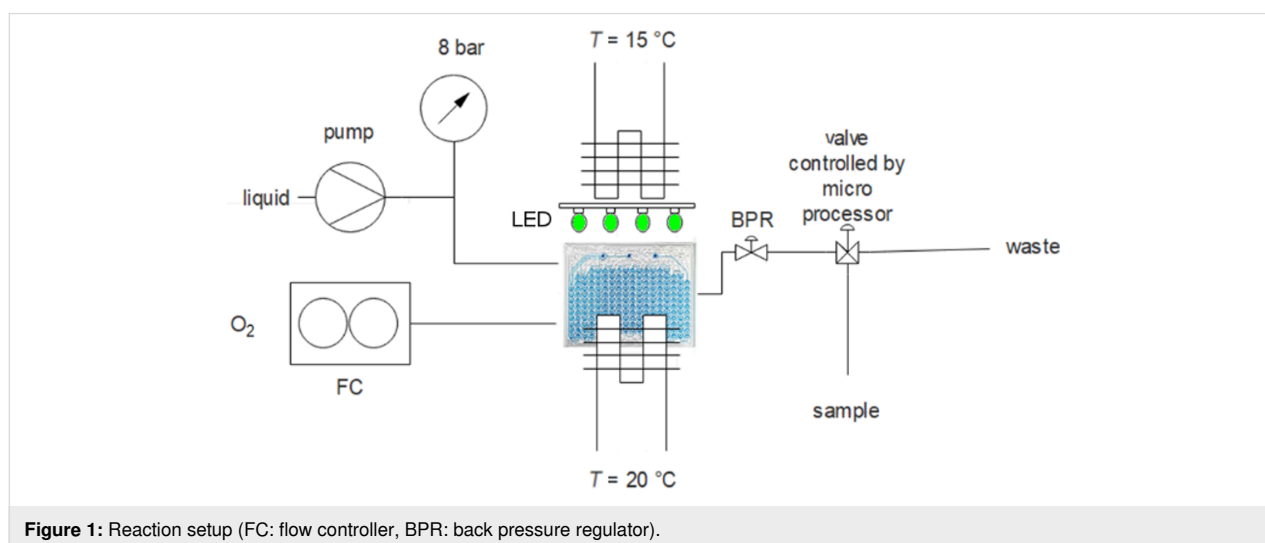 8 bar
T = 15 °C
pump
valve
controlled by
micro
processor
liquid
LED
BPR
waste
O₂
FC
sample
T = 20 °C
Figure 1: Reaction setup (FC: flow controller, BPR: back pressure regulator).